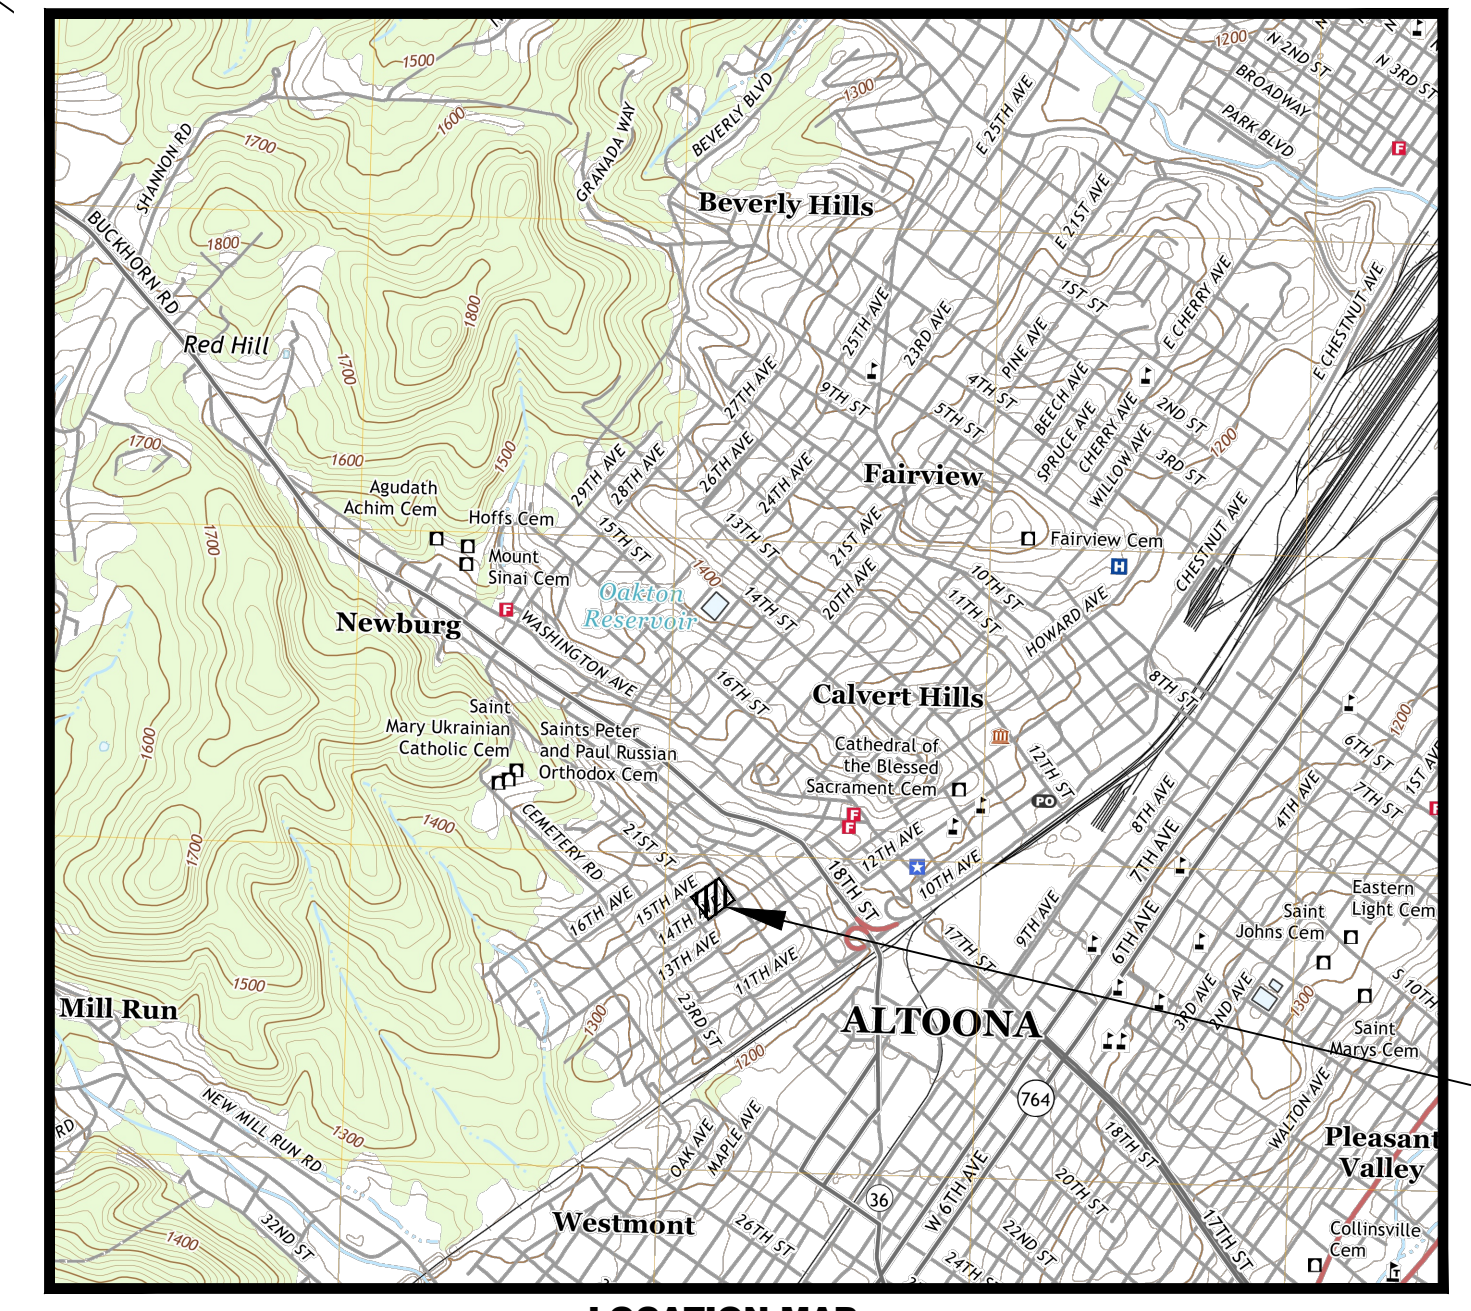 1500
1200
N 2ND ST
N 3RD ST
BROADWAY
PARK BLVD
1300
E 25TH AVE
BEVERLY BLVD
GRANADA WAY
1600
1700
SHANNON RD
Beverly Hills
E 21ST AVE
BUCKHORN RD
1800
1800
Red Hill
1700
1ST ST
E CHERRY AVE
E CHESTNUT AVE
25TH AVE
23RD AVE
PINE AVE
27TH AVE
9TH ST
4TH ST
5TH ST
BEECH AVE
SPRUCE AVE
CHERRY AVE
WILLOW AVE
2ND ST
3RD ST
1200
1700
1600
1500
29TH AVE
28TH AVE
26TH AVE
24TH AVE
Fairview
Agudath
Achim Cem
Hoffs Cem
Mount
Sinai Cem
15TH ST
13TH ST
21ST AVE
20TH AVE
Fairview Cem
H
CHESTNUT AVE
1700
1400
Oakton
Reservoir
14TH ST
10TH ST
11TH ST
HOWARD AVE
F
Newburg
WASHINGTON AVE
16TH ST
Calvert Hills
8TH ST
Saint
Mary Ukrainian
Catholic Cem
Saints Peter
and Paul Russian
Orthodox Cem
Cathedral of
the Blessed
Sacrament Cem
12TH ST
PO
1200
6TH ST
7TH ST
1ST AVE
4TH AVE
8TH AVE
7TH AVE
1600
1700
1400
CEMETERY RD
21ST ST
F
F
12TH AVE
10TH AVE
18TH ST
16TH AVE
15TH AVE
14TH
13TH AVE
11TH AVE
23RD ST
17TH ST
9TH AVE
6TH AVE
Eastern
Light Cem
Saint
Johns Cem
3RD AVE
2ND AVE
1300
S 10TH
Saint
Marys Cem
1500
Mill Run
1300
1200
ALTOONA
764
WALTON AVE
Pleasant
Valley
NEW MILL RUN RD
1300
RD
OAK AVE
MAPLE AVE
18TH ST
20TH ST
36
W 6TH AVE
22ND ST
24TH ST
17TH ST
Westmont
26TH ST
32ND ST
1400
Collinsville
Cem
LOCATION MAP